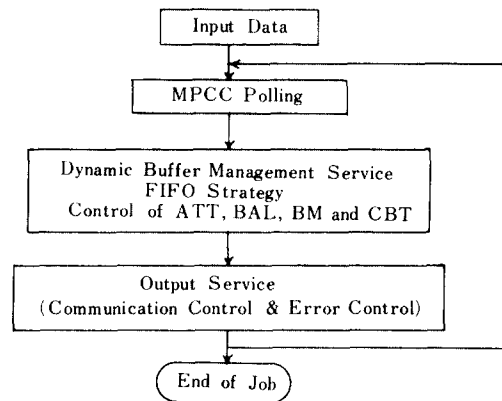 Input Data
MPCC Polling
Dynamic Buffer Management Service
FIFO Strategy
Control of ATT, BAL, BM and CBT
Output Service
(Communication Control & Error Control)
End of Job